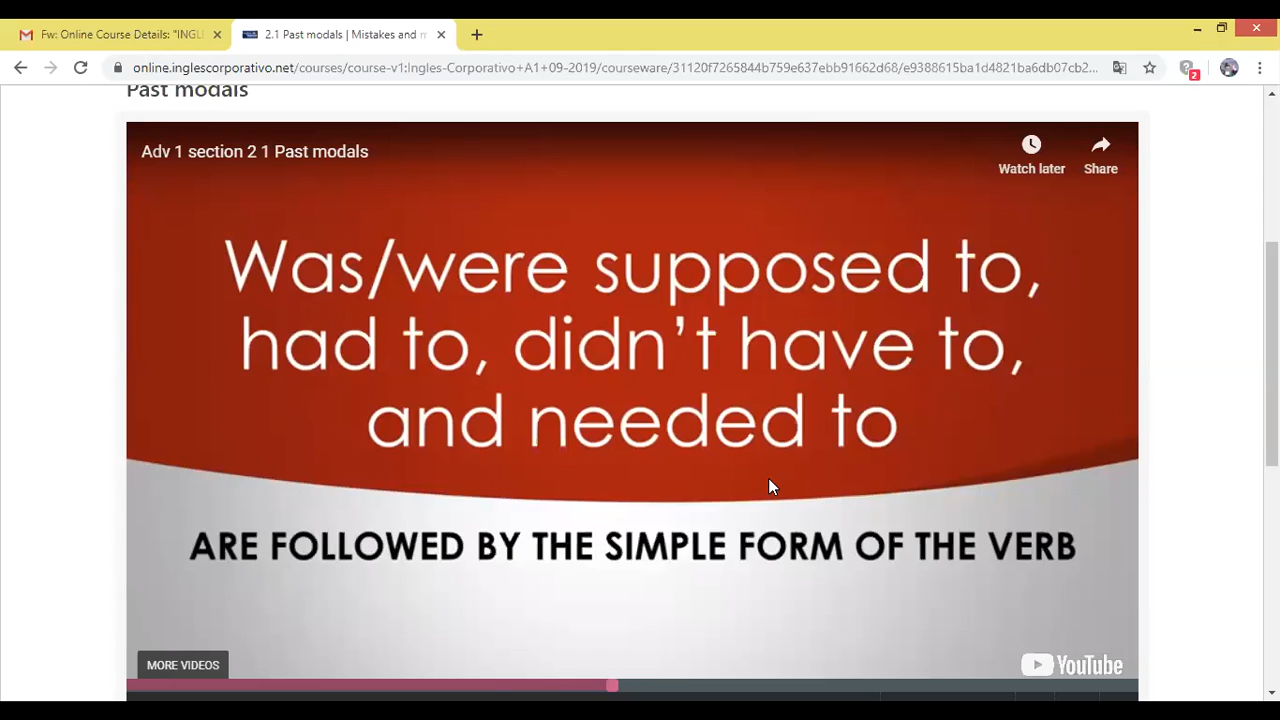 Fw: Online Course Details: "INGLE
2.1 Past modals | Mistakes and m
online.inglescorporativo.net/courses/course-v1:Ingles-Corporativo+A1+09-2019/courseware/31120f7265844b759e637ebb91662d68/e9388615ba1d4821ba6db07cb2...
2
Past modals
Adv 1 section 2 1 Past modals
Watch later
Share
Was/were supposed to,
had to, didn't have to,
and needed to
ARE FOLLOWED BY THE SIMPLE FORM OF THE VERB
MORE VIDEOS
YouTube